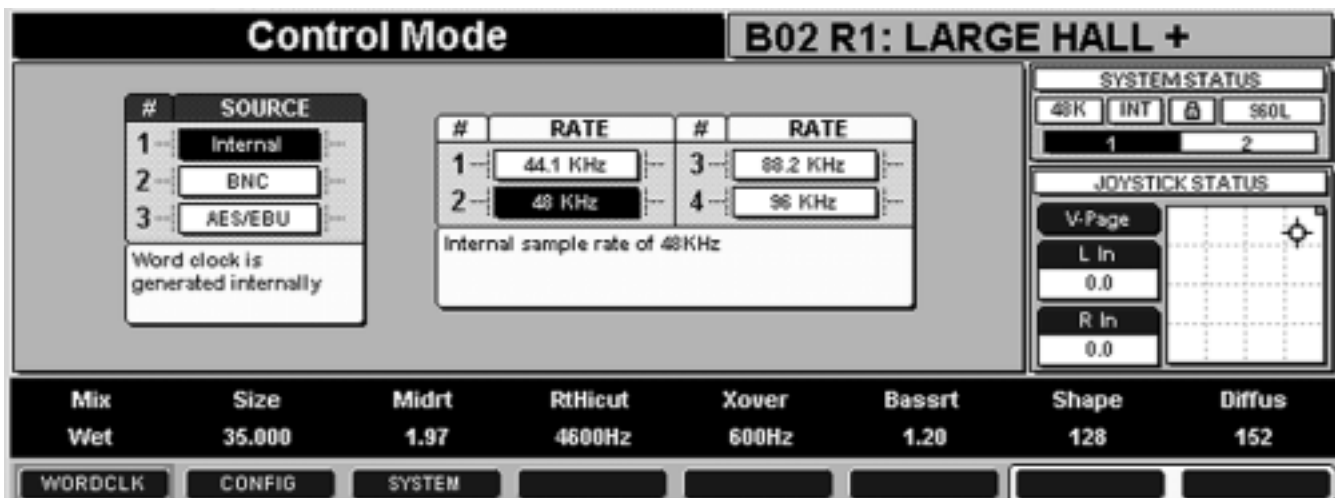 Control Mode
B02 R1: LARGE HALL +
# SOURCE
1 Internal
2 BNC
3 AES/EBU
Word clock is
generated internally
# RATE # RATE
1 44.1 KHz 3 88.2 KHz
2 48 KHz 4 96 KHz
Internal sample rate of 48KHz
SYSTEM STATUS
48K INT 960L
1 2
JOYSTICK STATUS
V-Page
L In
0.0
R In
0.0
Mix Size Midrt RtHicut Xover Bassrt Shape Diffus
Wet 35.000 1.97 4600Hz 600Hz 1.20 128 152
WORDCLK CONFIG SYSTEM